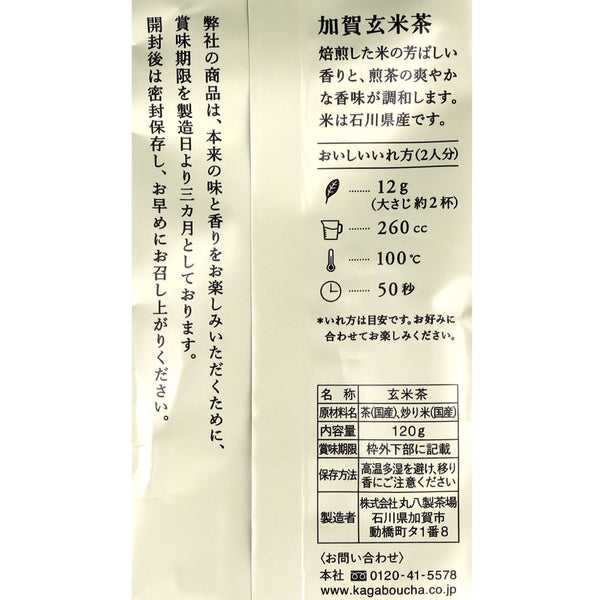 弊社の商品は、本来の味と香りをお楽しみいただくために、
賞味期限を製造日より三カ月としております。
開封後は密封保存し、お早めにお召し上がりください。
加賀玄米茶
焙煎した米の芳ばしい
香りと、煎茶の爽やか
な香味が調和します。
米は石川県産です。
おいしいいれ方(2人分)
........ 12g
(大さじ約2杯)
........ 260cc
........ 100℃
........ 50秒
*いれ方は目安です。お好みに
合わせてお楽しみください。
名称 玄米茶
原材料名 茶(国産)、炒り米(国産)
内容量 120g
賞味期限 枠外下部に記載
保存方法 高温多湿を避け、移り
香にご注意ください
製造者 株式会社 丸八製茶場
石川県加賀市
動橋町タ1番8
〈お問い合わせ〉
本社 0120-41-5578
www.kagaboucha.co.jp